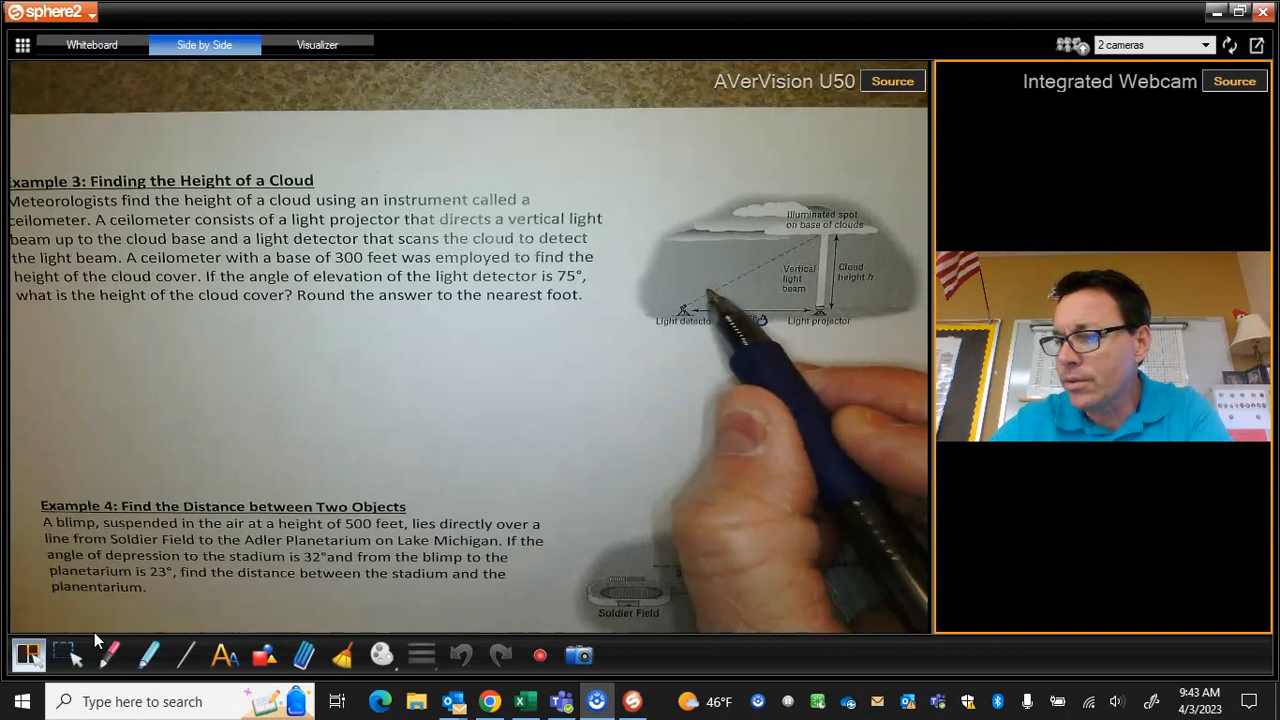 sphere2
Whiteboard
Side by Side
Visualizer
2 cameras
AVerVision U50
Source
Integrated Webcam
Source
Example 3: Finding the Height of a Cloud
Meteorologists find the height of a cloud using an instrument called a
ceilometer. A ceilometer consists of a light projector that directs a vertical light
beam up to the cloud base and a light detector that scans the cloud to detect
the light beam. A ceilometer with a base of 300 feet was employed to find the
height of the cloud cover. If the angle of elevation of the light detector is 75°,
what is the height of the cloud cover? Round the answer to the nearest foot.
Illuminated spot
on base of clouds
Vertical
light
beam
Cloud
height h
Light detecto
Light projector
Example 4: Find the Distance between Two Objects
A blimp, suspended in the air at a height of 500 feet, lies directly over a
line from Soldier Field to the Adler Planetarium on Lake Michigan. If the
angle of depression to the stadium is 32°and from the blimp to the
planetarium is 23°, find the distance between the stadium and the
planentarium.
Soldier Field
Type here to search
46°F
9:43 AM
4/3/2023